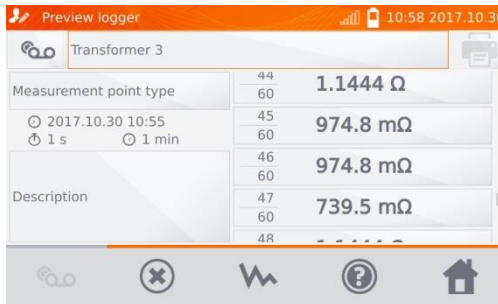 Preview logger
10:58 2017.10.30
Transformer 3
Measurement point type
2017.10.30 10:55
1 s 1 min
Description
44
60
1.1444 Ω
45
60
974.8 mΩ
46
60
974.8 mΩ
47
60
739.5 mΩ
48